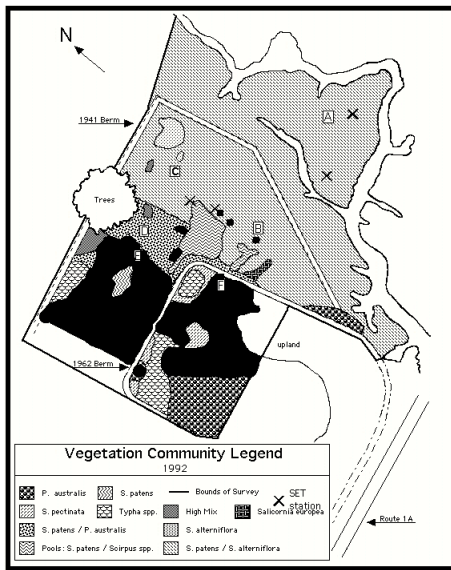 N
1941 Berm
A
C
Trees
B
D
E
F
upland
1962 Berm
Vegetation Community Legend
1992
P. australis
S. patens
Bounds of Survey
SET station
S. pectinata
Typha spp.
High Mix
Salicornia europea
S. patens / P. australis
S. alterniflora
Pools: S. patens / Scirpus spp.
S. patens / S. alterniflora
Route 1A